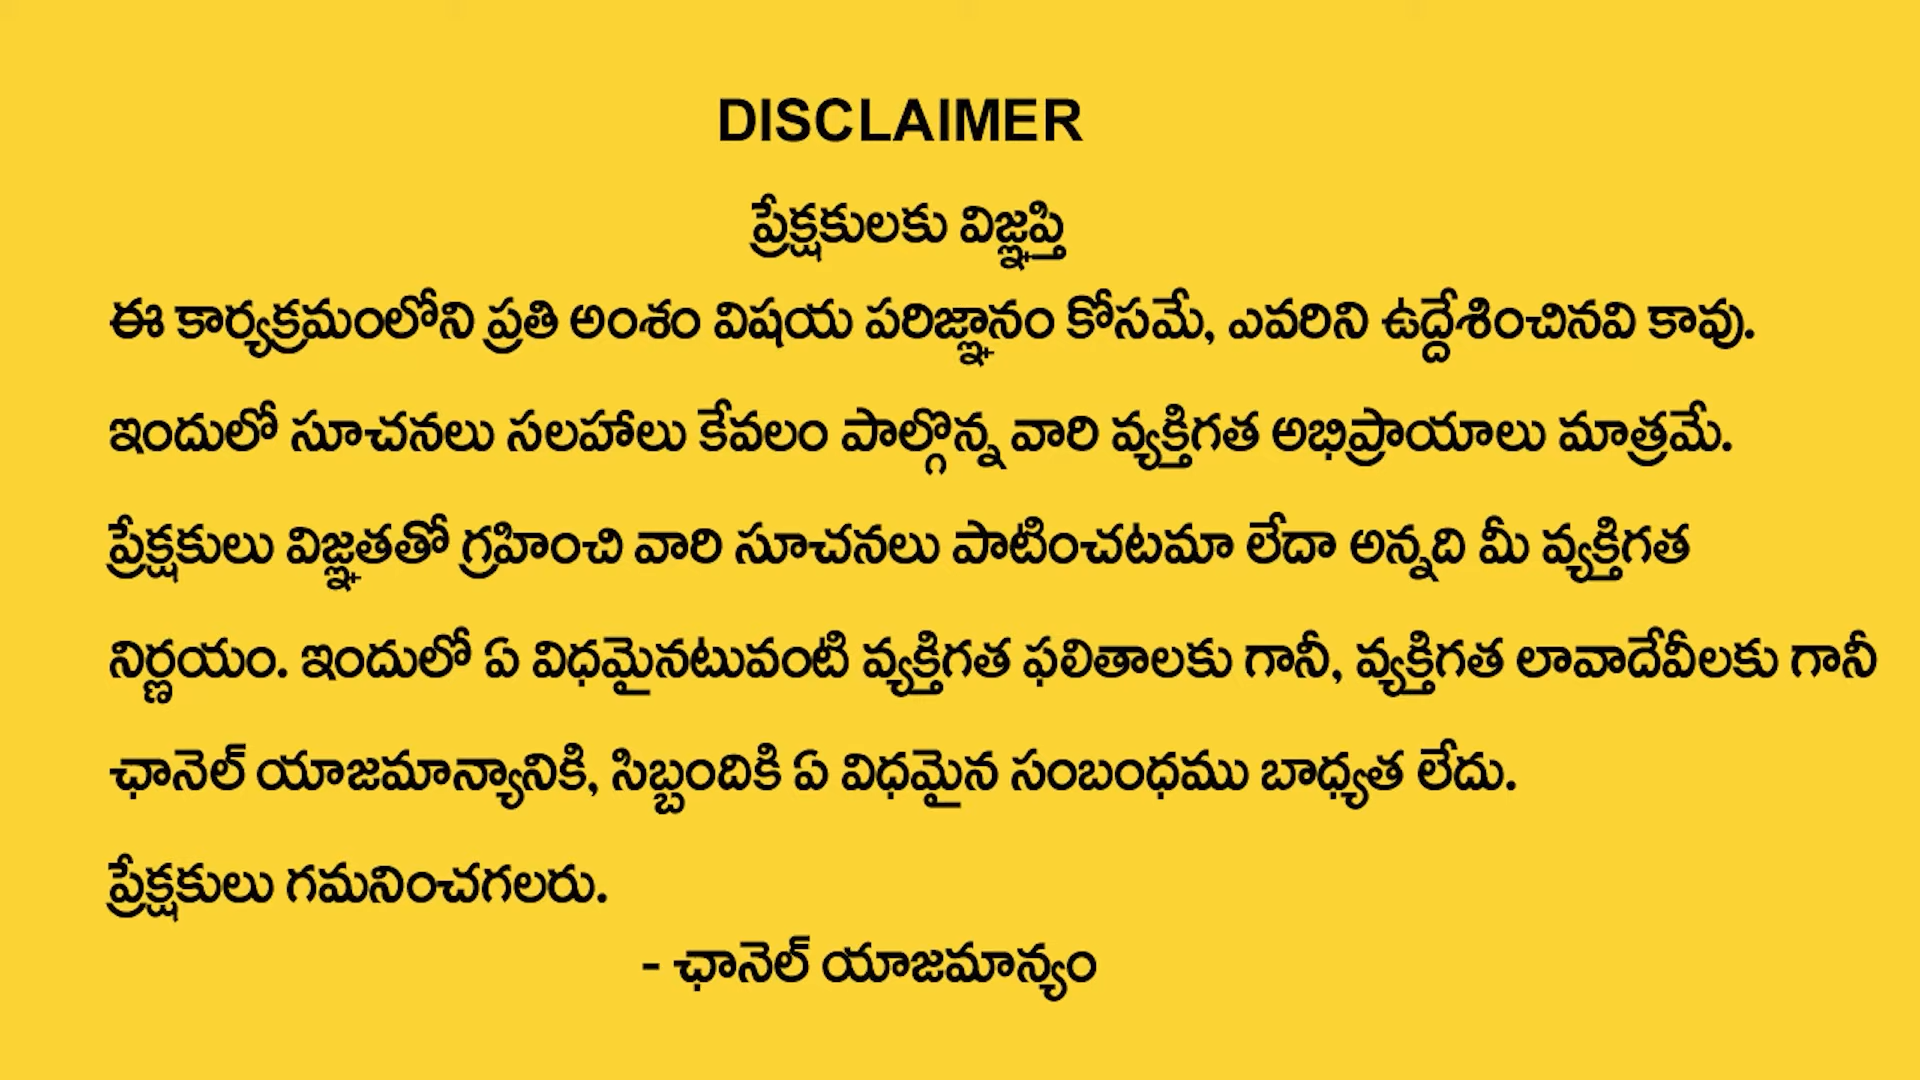 DISCLAIMER
ప్రేక్షకులకు విజ్ఞప్తి
ఈ కార్యక్రమంలోని ప్రతి అంశం విషయ పరిజ్ఞానం కోసమే, ఎవరిని ఉద్దేశించినవి కావు.
ఇందులో సూచనలు సలహాలు కేవలం పాల్గొన్న వారి వ్యక్తిగత అభిప్రాయాలు మాత్రమే.
ప్రేక్షకులు విజ్ఞతతో గ్రహించి వారి సూచనలు పాటించటమా లేదా అన్నది మీ వ్యక్తిగత
నిర్ణయం. ఇందులో ఏ విధమైనటువంటి వ్యక్తిగత ఫలితాలకు గానీ, వ్యక్తిగత లావాదేవీలకు గానీ
ఛానెల్ యాజమాన్యానికి, సిబ్బందికి ఏ విధమైన సంబంధము బాధ్యత లేదు.
ప్రేక్షకులు గమనించగలరు.
- ఛానెల్ యాజమాన్యం